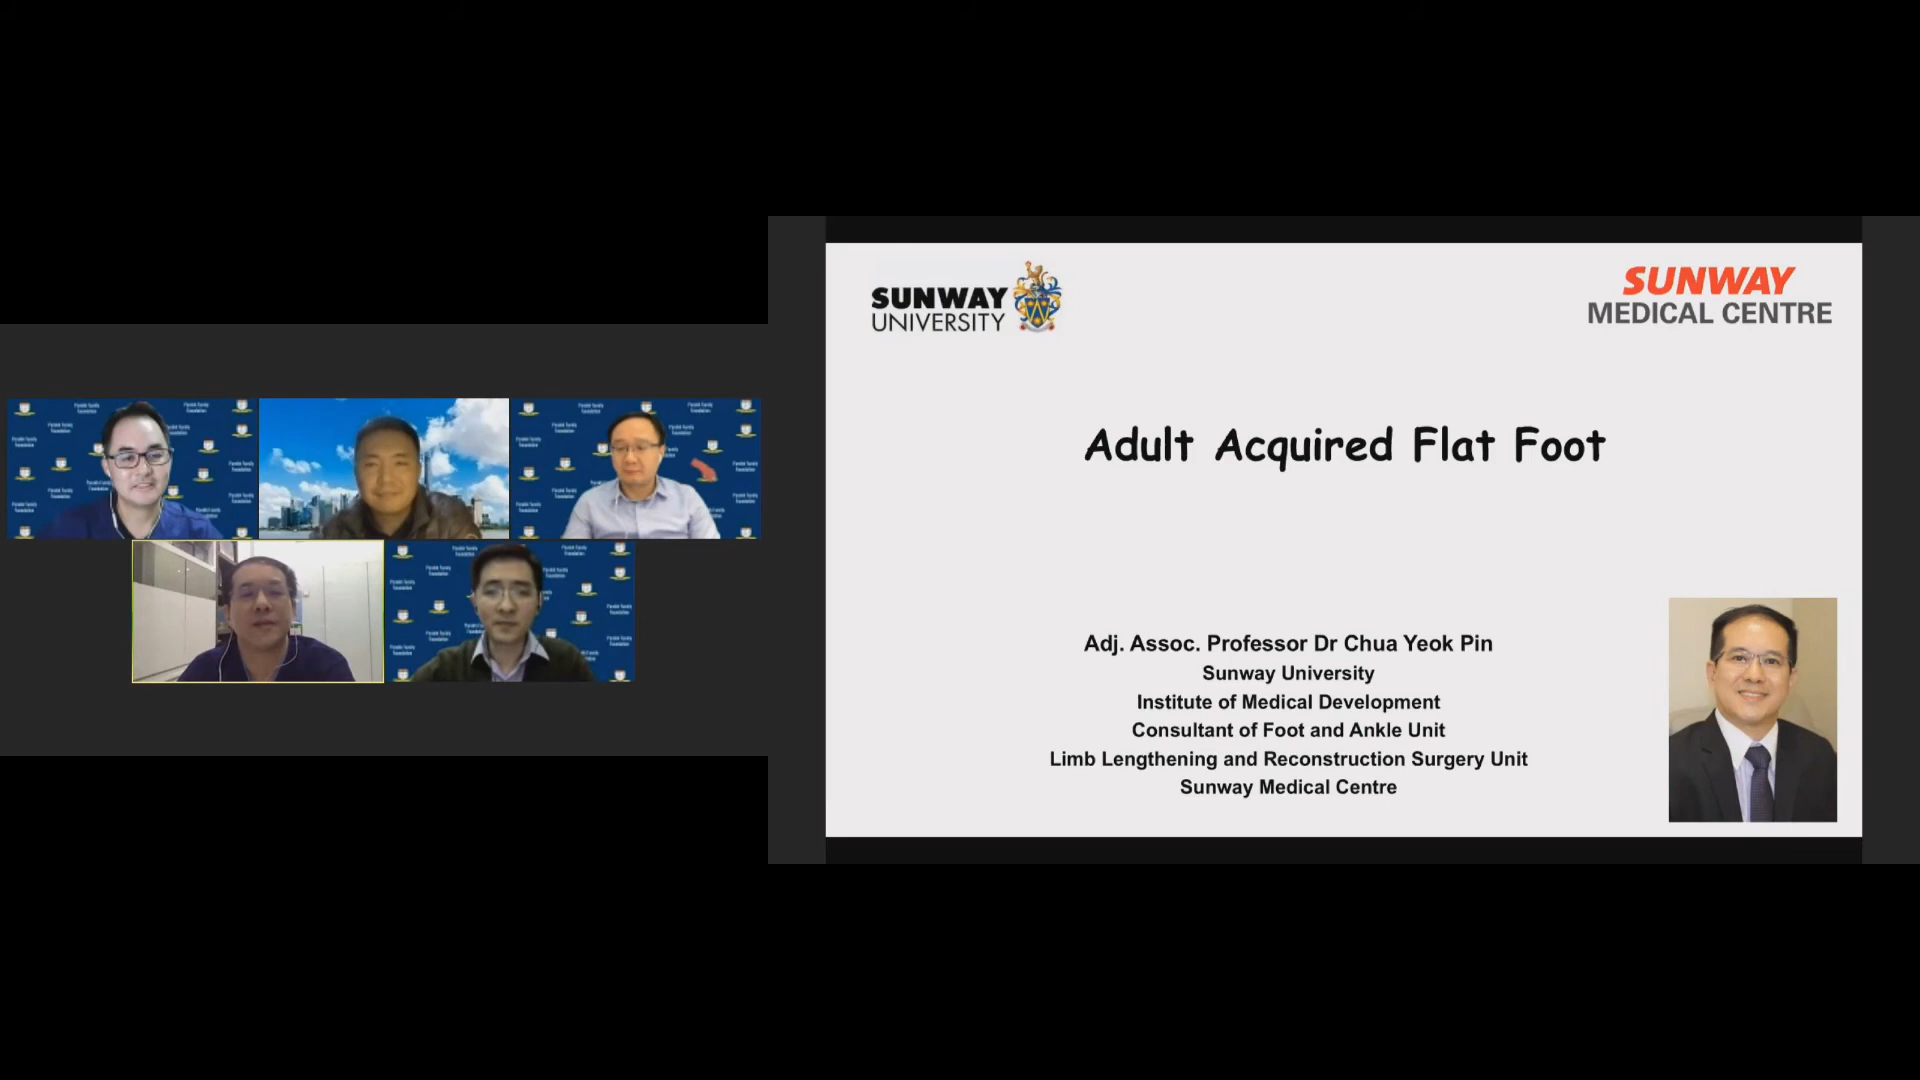 SUNWAY
UNIVERSITY
SUNWAY
MEDICAL CENTRE
Adult Acquired Flat Foot
Adj. Assoc. Professor Dr Chua Yeok Pin
Sunway University
Institute of Medical Development
Consultant of Foot and Ankle Unit
Limb Lengthening and Reconstruction Surgery Unit
Sunway Medical Centre